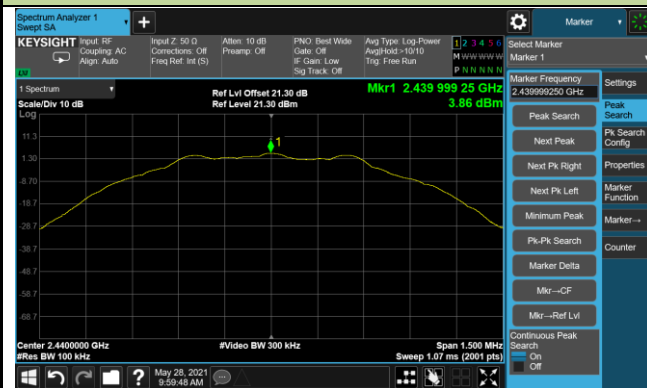 Spectrum Analyzer 1
Swept SA
+
Marker
KEYSIGHT
Input: RF
Coupling: AC
Align: Auto
Input Z: 50 Ω
Corrections: Off
Freq Ref: Int (S)
Atten: 10 dB
Preamp: Off
PNO: Best Wide
Gate: Off
IF Gain: Low
Sig Track: Off
Avg Type: Log-Power
Avg|Hold:>10/10
Trig: Free Run
1 2 3 4 5 6
M W W W W W
P N N N N N
Select Marker
Marker 1
1 Spectrum
Scale/Div 10 dB
Log
Ref Lvl Offset 21.30 dB
Ref Level 21.30 dBm
Mkr1 2.439 999 25 GHz
3.86 dBm
Marker Frequency
2.439999250 GHz
Peak Search
Next Peak
Next Pk Right
Next Pk Left
Minimum Peak
Pk-Pk Search
Marker Delta
Mkr→CF
Mkr→Ref Lvl
Continuous Peak
Search
On
Off
Settings
Peak
Search
Pk Search
Config
Properties
Marker
Function
Marker→
Counter
11.3
1.30
-8.70
-18.7
-28.7
-38.7
-48.7
-58.7
-68.7
1
Center 2.4400000 GHz
#Res BW 100 kHz
#Video BW 300 kHz
Span 1.500 MHz
Sweep 1.07 ms (2001 pts)
?
May 28, 2021
9:59:48 AM